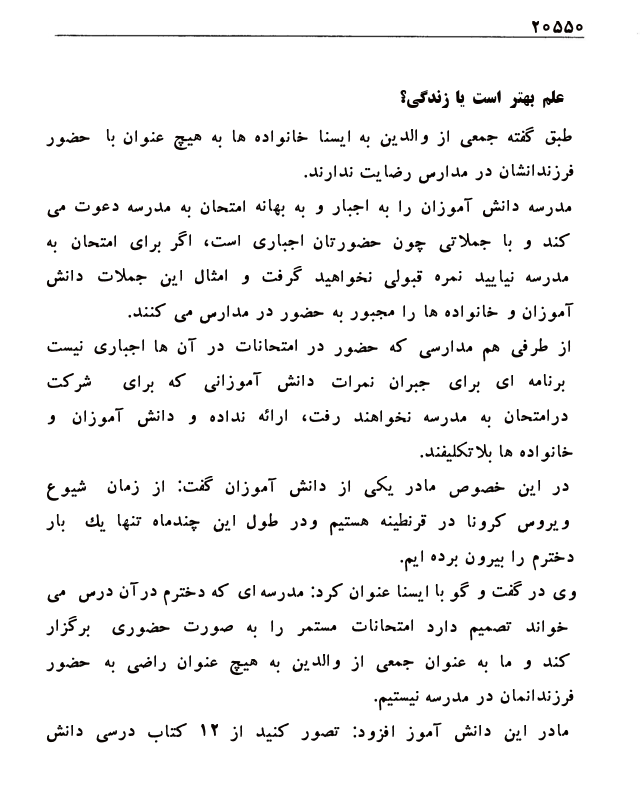 ۲۰۵۵۰
علم بهتر است یا زندگی؟
طبق گفته جمعی از والدین به ایسنا خانواده ها به هیچ عنوان با حضور
فرزندانشان در مدارس رضایت ندارند.
مدرسه دانش آموزان را به اجبار و به بهانه امتحان به مدرسه دعوت می
کند و با جملاتی چون حضورتان اجباری است، اگر برای امتحان به
مدرسه نیایید نمره قبولی نخواهید گرفت و امثال این جملات دانش
آموزان و خانواده ها را مجبور به حضور در مدارس می کنند.
از طرفی هم مدارسی که حضور در امتحانات در آن ها اجباری نیست
برنامه ای برای جبران نمرات دانش آموزانی که برای شرکت
درامتحان به مدرسه نخواهند رفت، ارائه نداده و دانش آموزان و
خانواده ها بلاتکلیفند.
در این خصوص مادر یکی از دانش آموزان گفت: از زمان شیوع
ویروس کرونا در قرنطینه هستیم ودر طول این چندماه تنها یك بار
دخترم را بیرون برده ایم.
وی در گفت و گو با ایسنا عنوان کرد: مدرسه ای که دخترم درآن درس می
خواند تصمیم دارد امتحانات مستمر را به صورت حضوری برگزار
کند و ما به عنوان جمعی از والدین به هیچ عنوان راضی به حضور
فرزندانمان در مدرسه نیستیم.
مادر این دانش آموز افزود: تصور کنید از ۱۲ کتاب درسی دانش